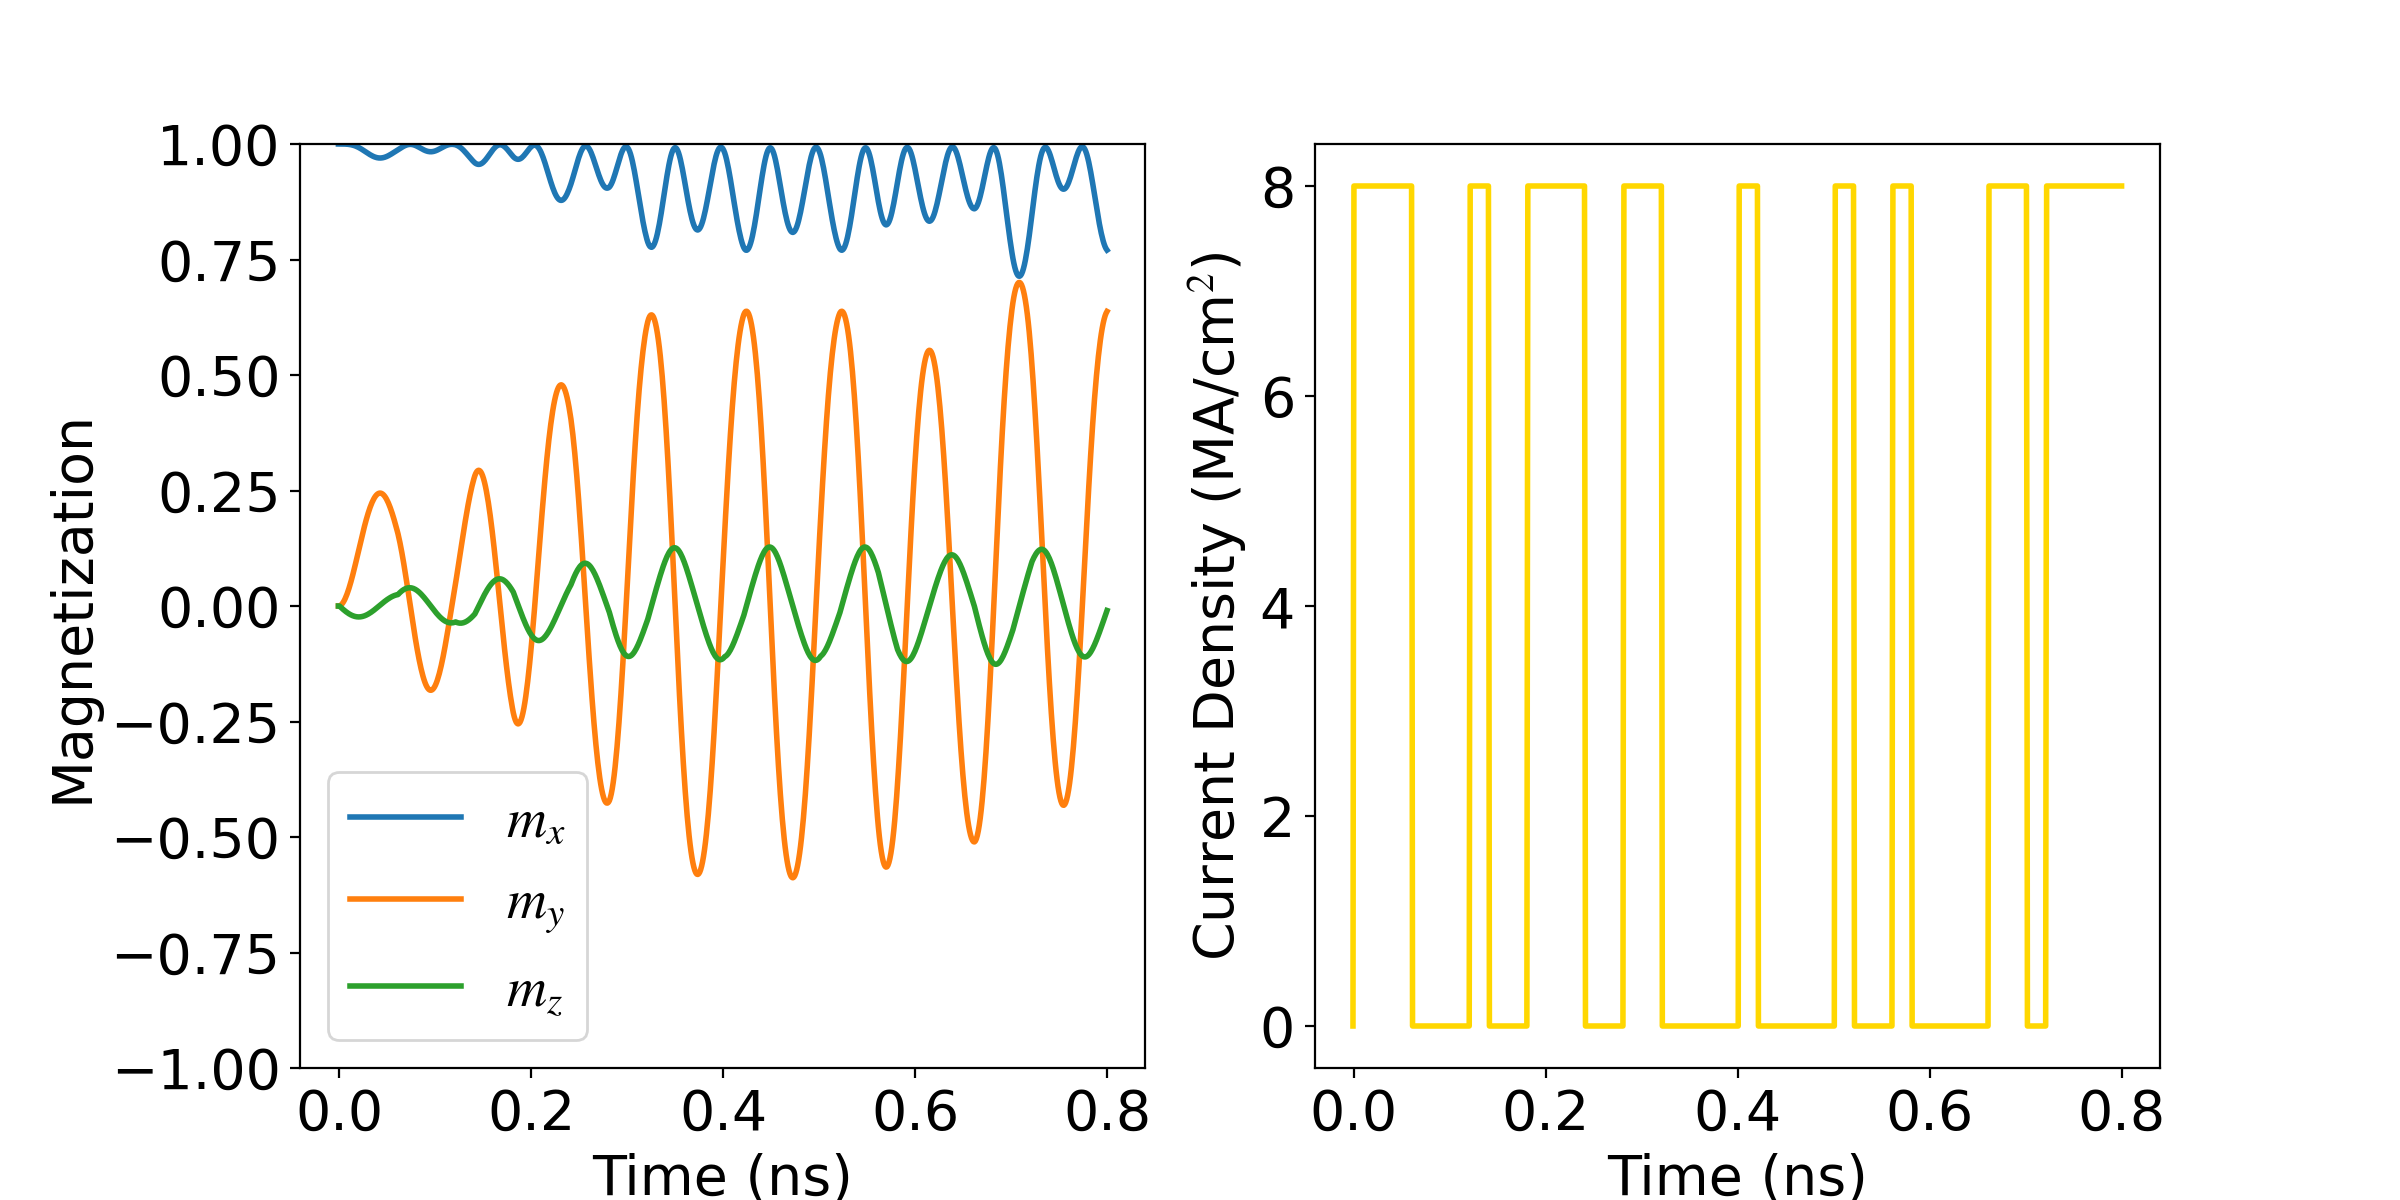 1.00
0.75
0.50
0.25
0.00
−0.25
−0.50
−0.75
−1.00
Magnetization
m_x
m_y
m_z
0.0 0.2 0.4 0.6 0.8
Time (ns)
8
6
4
2
0
Current Density (MA/cm²)
0.0 0.2 0.4 0.6 0.8
Time (ns)